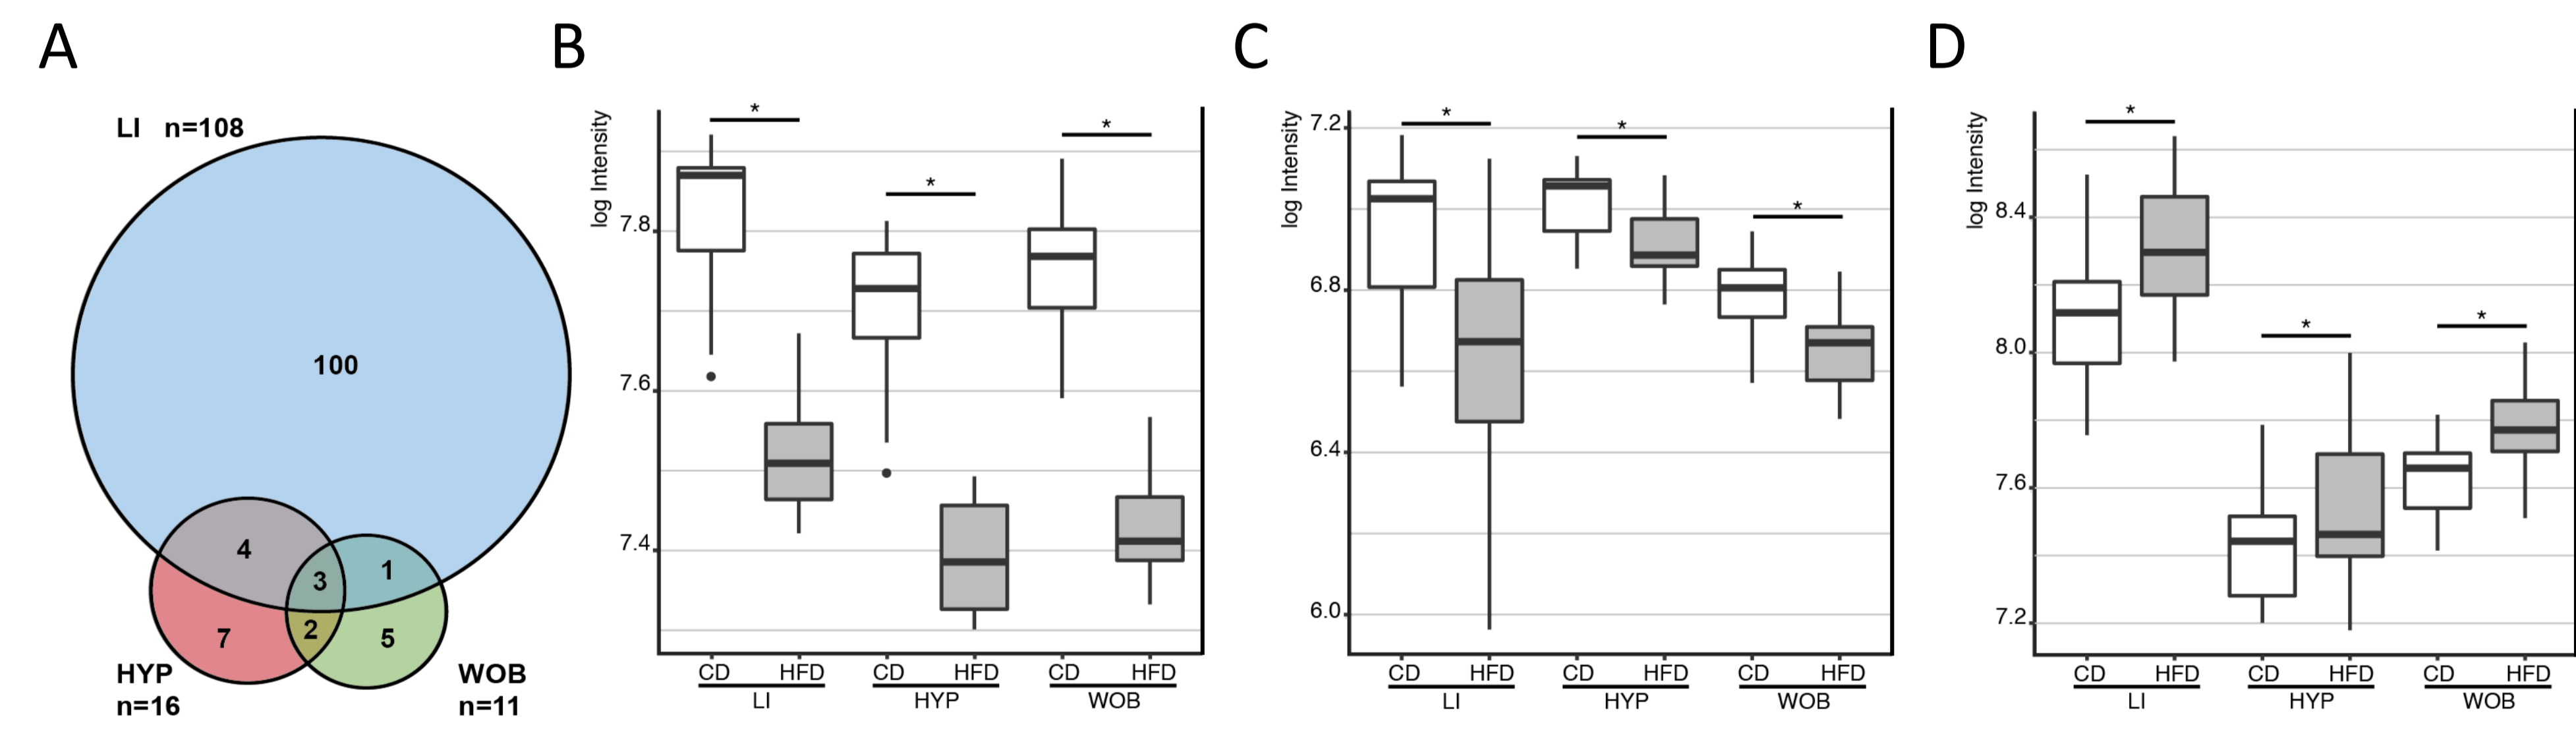 A
B
C
D
LI n=108
100
4
3
1
7
2
5
HYP
n=16
WOB
n=11
log Intensity
7.8
7.6
7.4
*
*
*
CD HFD CD HFD CD HFD
LI HYP WOB
log Intensity
7.2
6.8
6.4
6.0
*
*
*
CD HFD CD HFD CD HFD
LI HYP WOB
log Intensity
8.4
8.0
7.6
7.2
*
*
*
CD HFD CD HFD CD HFD
LI HYP WOB